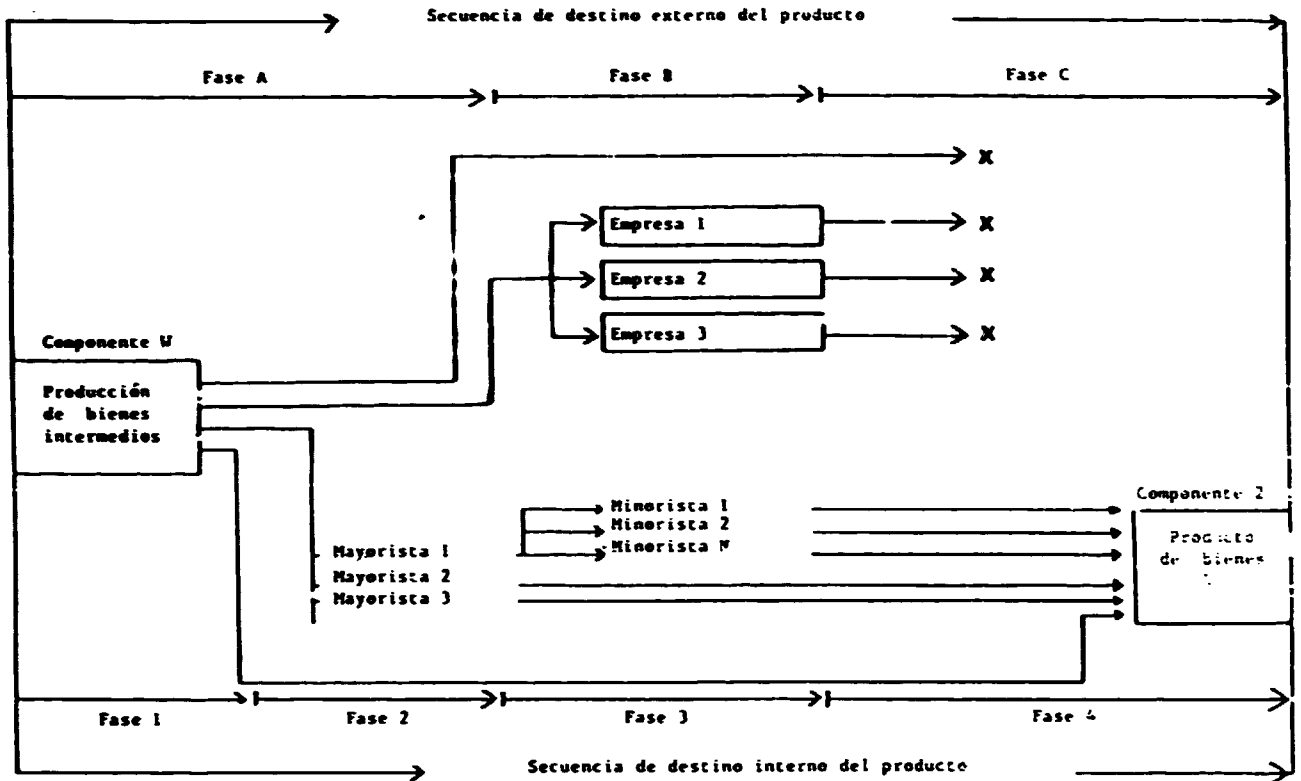 Secuencia de destino externo del producto
Fase A
Fase B
Fase C
X
Empresa 1
X
Empresa 2
X
Empresa 3
X
Componente W
Producción
de bienes
intermedios
Componente 2
de bienes
Minorista 1
Minorista 2
Minorista N
Mayorista 1
Mayorista 2
Mayorista 3
Fase 1
Fase 2
Fase 3
Fase 4
Secuencia de destino interno del producto